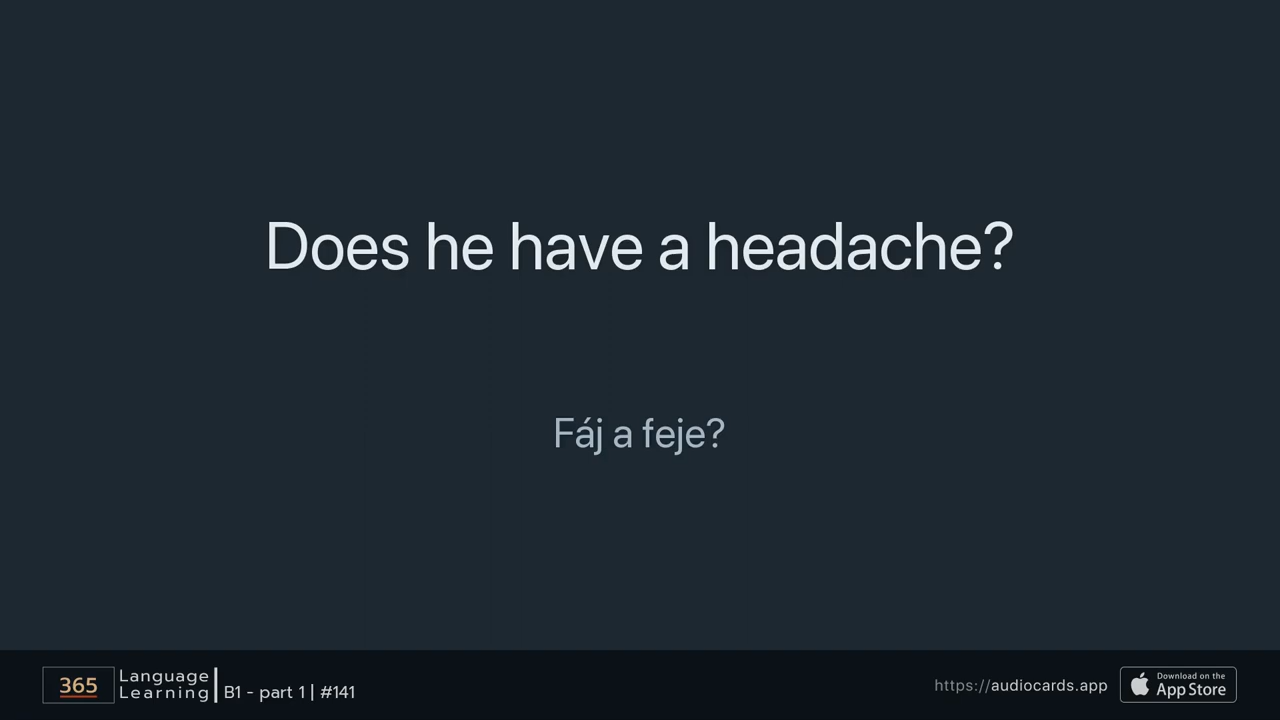 Does he have a headache?
Fáj a feje?
365
Language
Learning
B1 - part 1 | #141
https://audiocards.app
Download on the
App Store